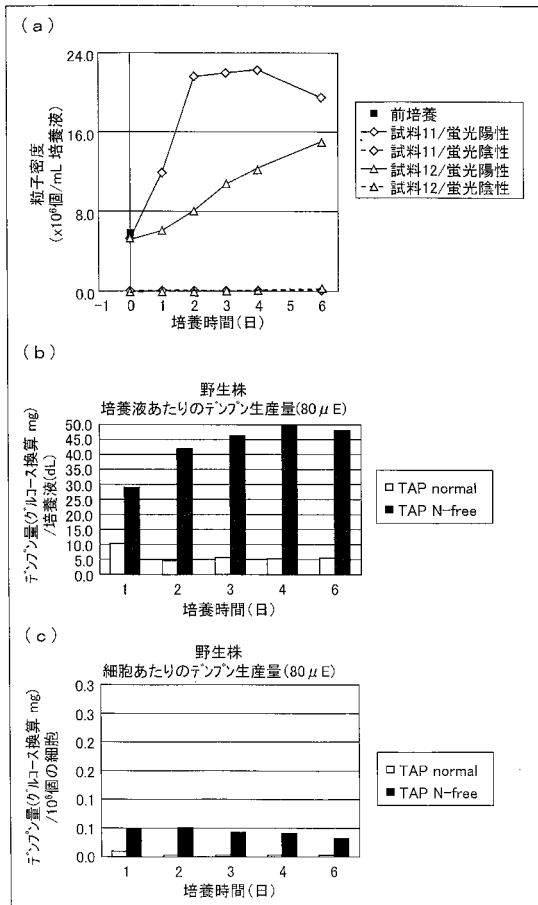 (a)
24.0
16.0
8.0
0.0
粒子密度
(x10⁶個/mL 培養液)
-1 0 1 2 3 4 5 6
培養時間(日)
■ 前培養
試料11/蛍光陽性
試料11/蛍光陰性
試料12/蛍光陽性
試料12/蛍光陰性
(b)
野生株
培養液あたりのデンプン生産量(80μE)
50.0
45.0
40.0
35.0
30.0
25.0
20.0
15.0
10.0
5.0
0.0
デンプン量(グルコース換算 mg)
/培養液(dL)
1 2 3 4 6
培養時間(日)
TAP normal
TAP N-free
(c)
野生株
細胞あたりのデンプン生産量(80μE)
0.3
0.3
0.2
0.2
0.1
0.1
0.0
デンプン量(グルコース換算 mg)
/10⁶個の細胞
1 2 3 4 6
培養時間(日)
TAP normal
TAP N-free